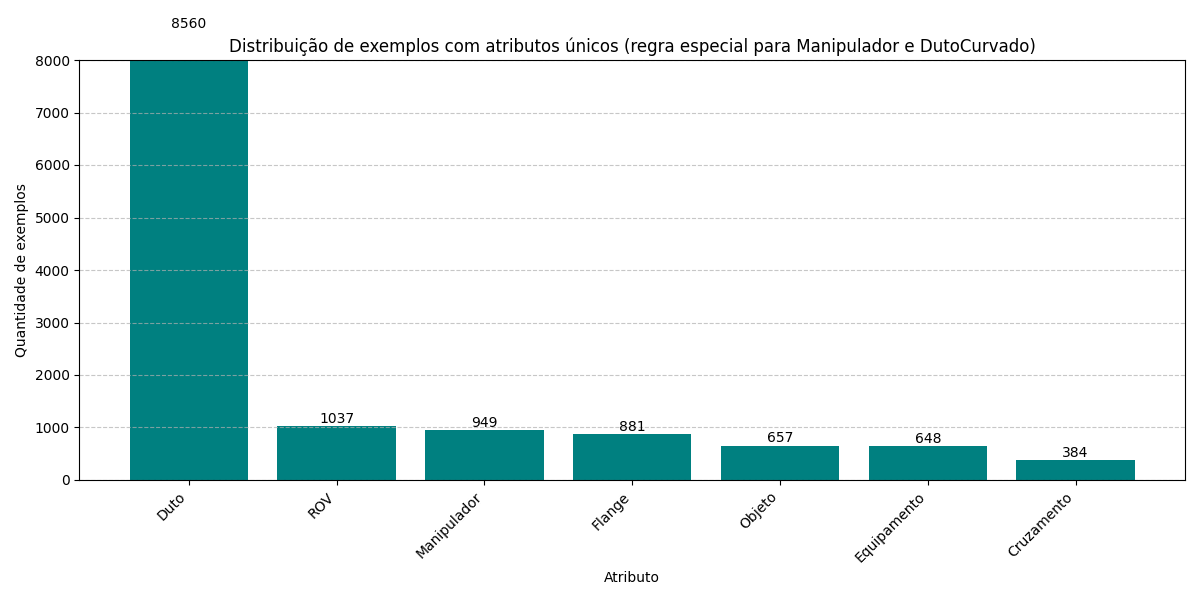 8560
Distribuição de exemplos com atributos únicos (regra especial para Manipulador e DutoCurvado)
8000
7000
6000
5000
4000
3000
2000
1000
0
Quantidade de exemplos
1037
949
881
657
648
384
Duto
ROV
Manipulador
Flange
Objeto
Equipamento
Cruzamento
Atributo